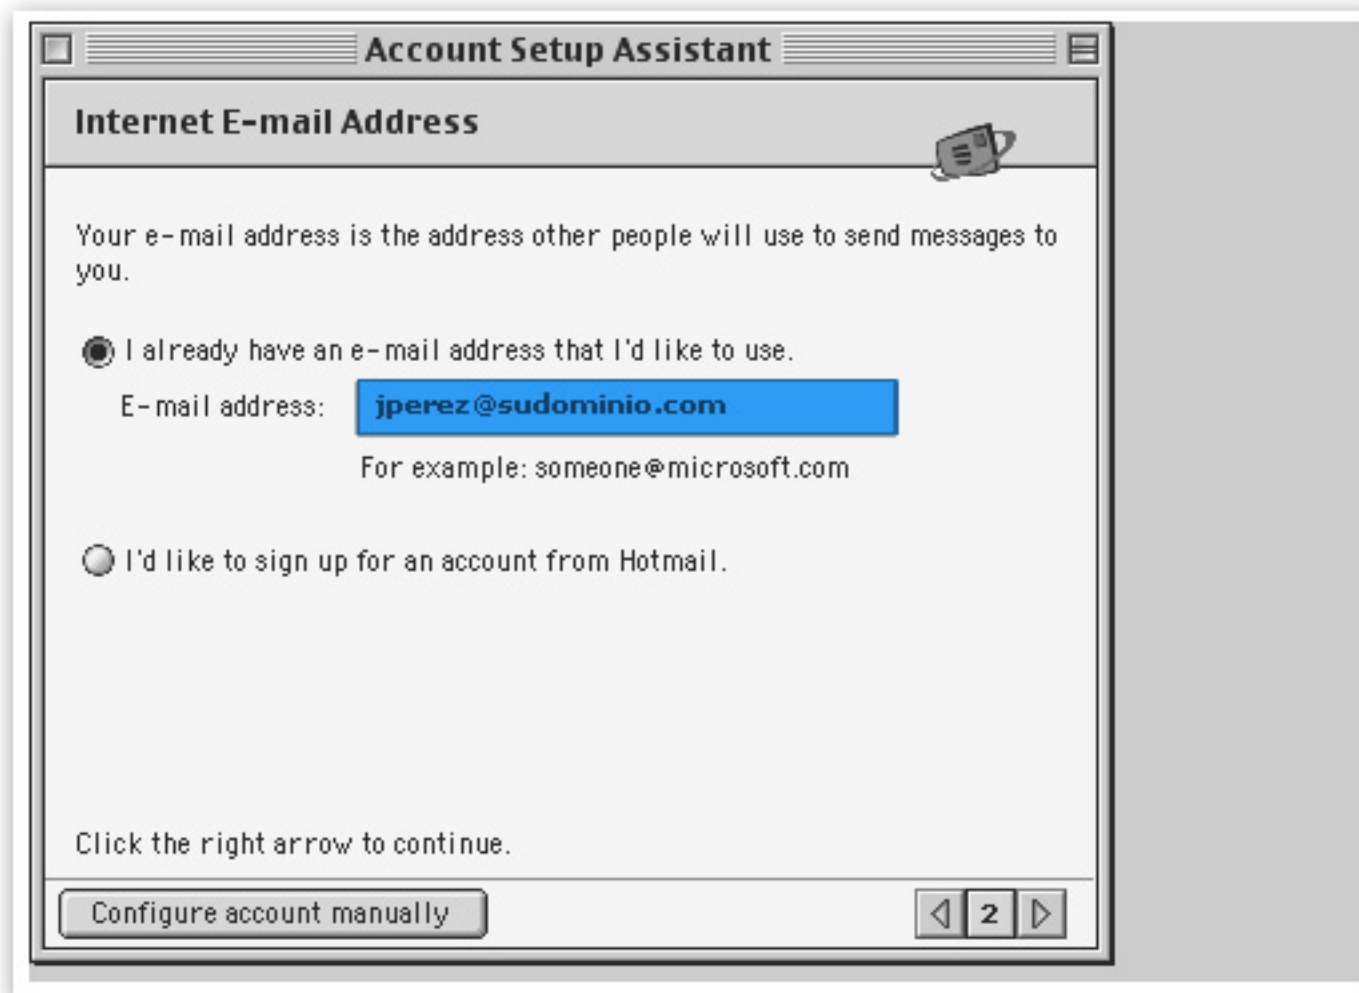 Account Setup Assistant
Internet E-mail Address
Your e-mail address is the address other people will use to send messages to
you.
I already have an e-mail address that I'd like to use.
E-mail address: jperez@sudominio.com
For example: someone@microsoft.com
I'd like to sign up for an account from Hotmail.
Click the right arrow to continue.
Configure account manually 2